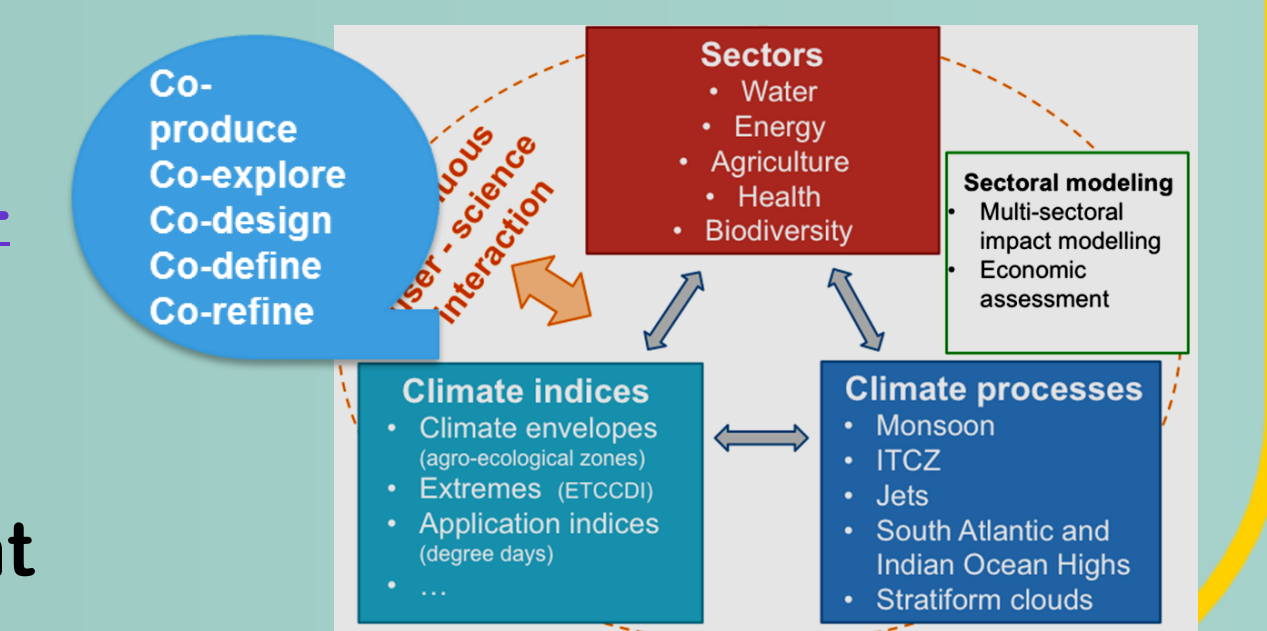 Co-
produce
Co-explore
Co-design
Co-define
Co-refine
user - science
interaction
Sectors
• Water
• Energy
• Agriculture
• Health
• Biodiversity
Sectoral modeling
• Multi-sectoral
impact modelling
• Economic
assessment
Climate indices
• Climate envelopes
(agro-ecological zones)
• Extremes (ETCCDI)
• Application indices
(degree days)
• …
Climate processes
• Monsoon
• ITCZ
• Jets
• South Atlantic and
Indian Ocean Highs
• Stratiform clouds